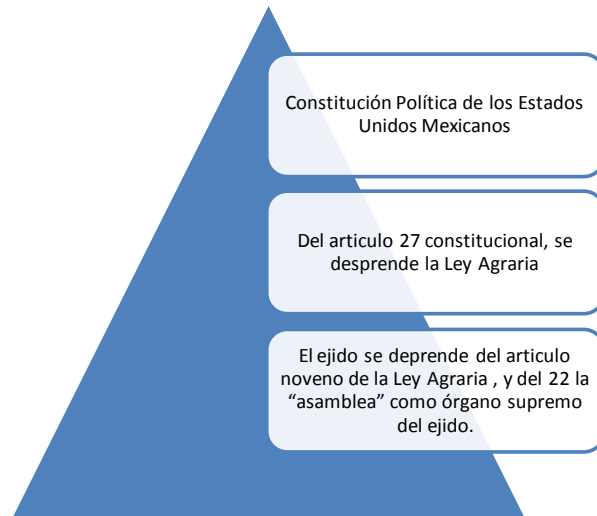 Constitución Política de los Estados
Unidos Mexicanos
Del articulo 27 constitucional, se
desprende la Ley Agraria
El ejido se deprende del articulo
noveno de la Ley Agraria , y del 22 la
“asamblea” como órgano supremo
del ejido.